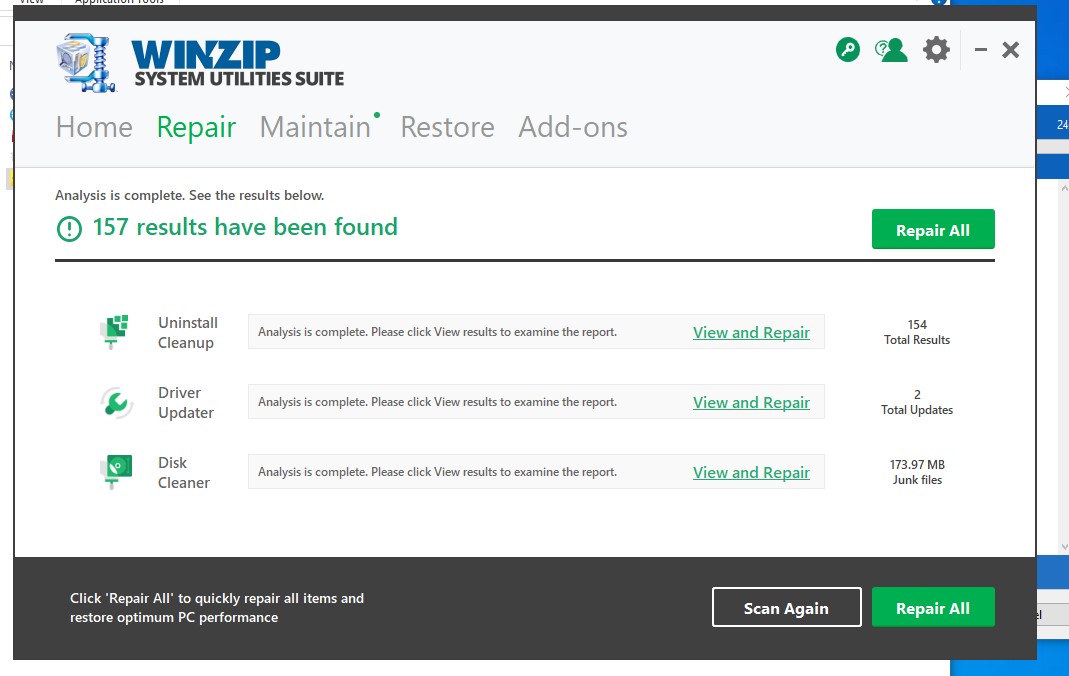 View
Application Tools
WINZIP
SYSTEM UTILITIES SUITE
Home Repair Maintain Restore Add-ons
Analysis is complete. See the results below.
157 results have been found
Repair All
Uninstall
Cleanup
Analysis is complete. Please click View results to examine the report.
View and Repair
154
Total Results
Driver
Updater
Analysis is complete. Please click View results to examine the report.
View and Repair
2
Total Updates
Disk
Cleaner
Analysis is complete. Please click View results to examine the report.
View and Repair
173.97 MB
Junk files
Click 'Repair All' to quickly repair all items and
restore optimum PC performance
Scan Again
Repair All
24